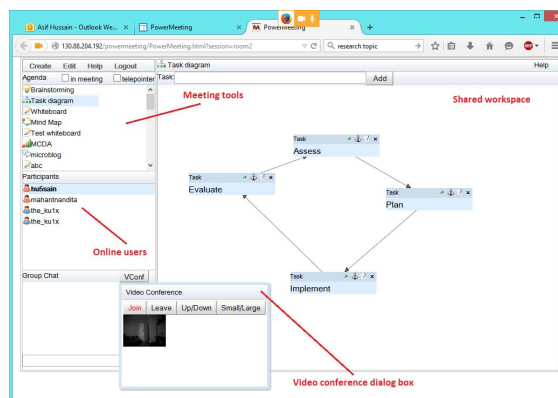 Asif Hussain - Outlook We... ×
PowerMeeting ×
PowerMeeting ×
130.88.204.192/powermeeting/PowerMeeting.html?session=room2
research topic
Create Edit Help Logout
Task diagram
Help
Agenda in meeting telepointer
Task: Add
Brainstorming
Task diagram
Whiteboard
Mind Map
Test whiteboard
MCDA
microblog
abc
Meeting tools
Shared workspace
Participants
hu6sain
mahantnandita
the_ku1x
the_ku1x
Online users
Task
Assess
Task
Evaluate
Task
Plan
Task
Implement
Group Chat VConf
Video Conference
Join Leave Up/Down Small/Large
Video conference dialog box